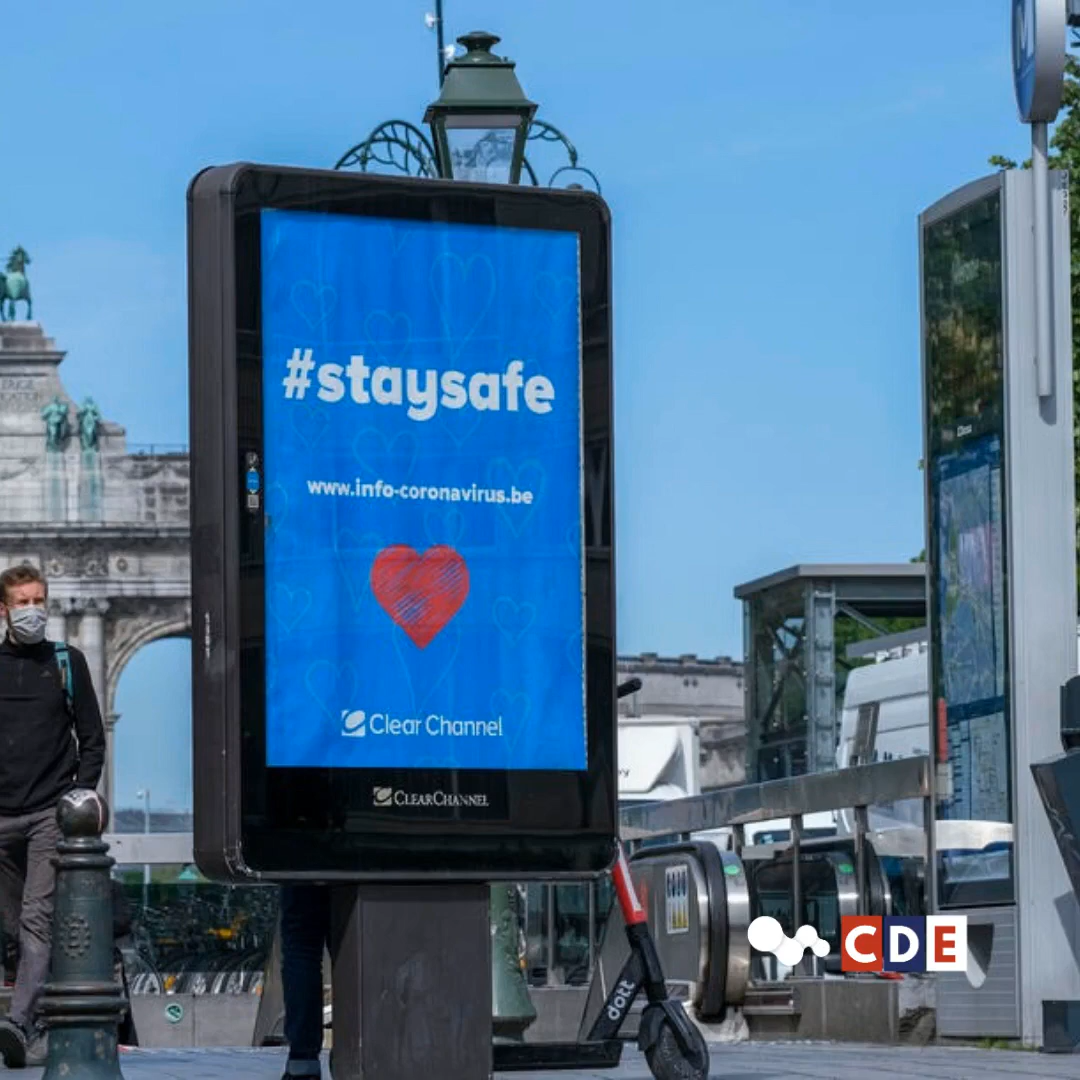 #staysafe
www.info-coronavirus.be
Clear Channel
CLEARCHANNEL
dott
CDE
M